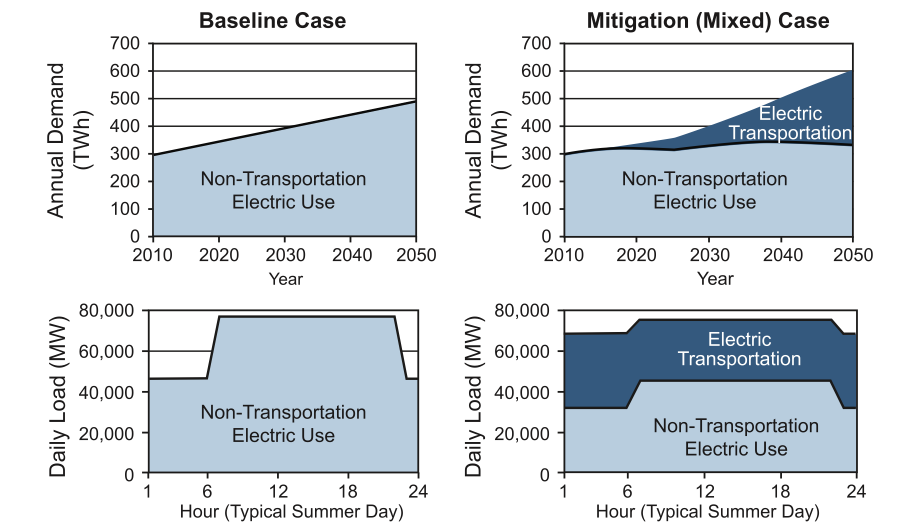 Baseline Case
Annual Demand
(TWh)
700
600
500
400
300
200
100
0
Non-Transportation
Electric Use
2010 2020 2030 2040 2050
Year
Mitigation (Mixed) Case
Annual Demand
(TWh)
700
600
500
400
300
200
100
0
Electric
Transportation
Non-Transportation
Electric Use
2010 2020 2030 2040 2050
Year
Daily Load (MW)
80,000
60,000
40,000
20,000
0
Non-Transportation
Electric Use
1 6 12 18 24
Hour (Typical Summer Day)
Daily Load (MW)
80,000
60,000
40,000
20,000
0
Electric
Transportation
Non-Transportation
Electric Use
1 6 12 18 24
Hour (Typical Summer Day)